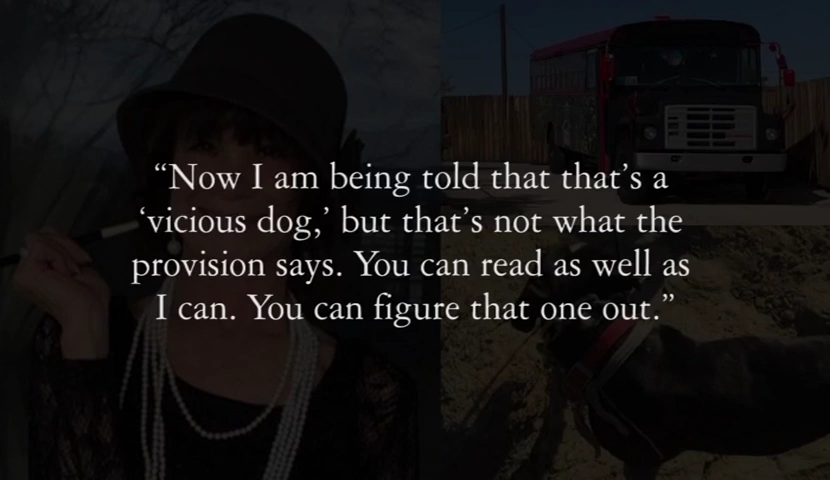 “Now I am being told that that’s a
‘vicious dog,’ but that’s not what the
provision says. You can read as well as
I can. You can figure that one out.”